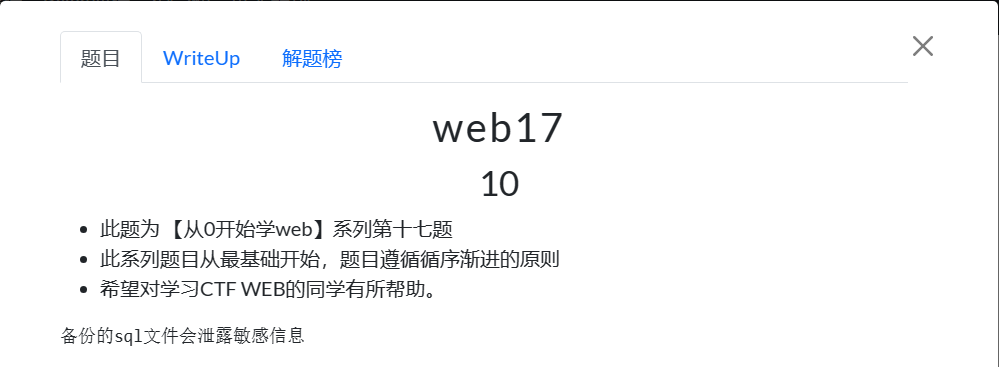 题目 WriteUp 解题榜
web17
10
此题为 【从0开始学web】系列第十七题
此系列题目从最基础开始，题目遵循循序渐进的原则
希望对学习CTF WEB的同学有所帮助。
备份的sql文件会泄露敏感信息